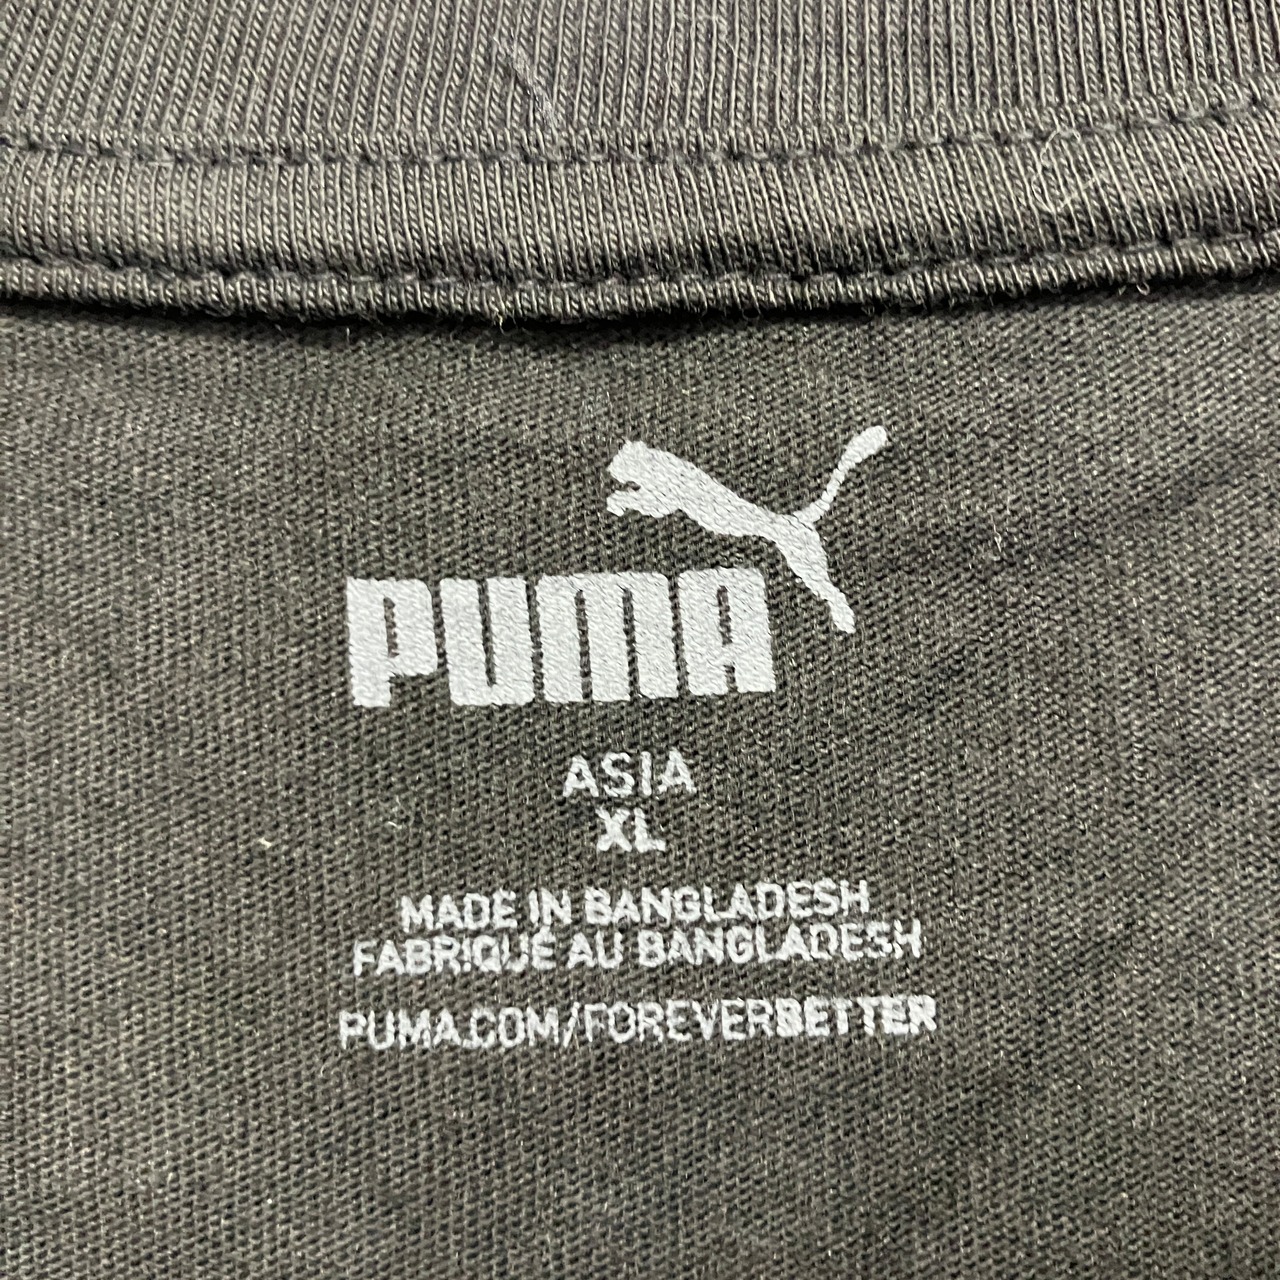 PUMA
ASIA
XL
MADE IN BANGLADESH
FABRIQUÉ AU BANGLADESH
PUMA.COM/FOREVERBETTER